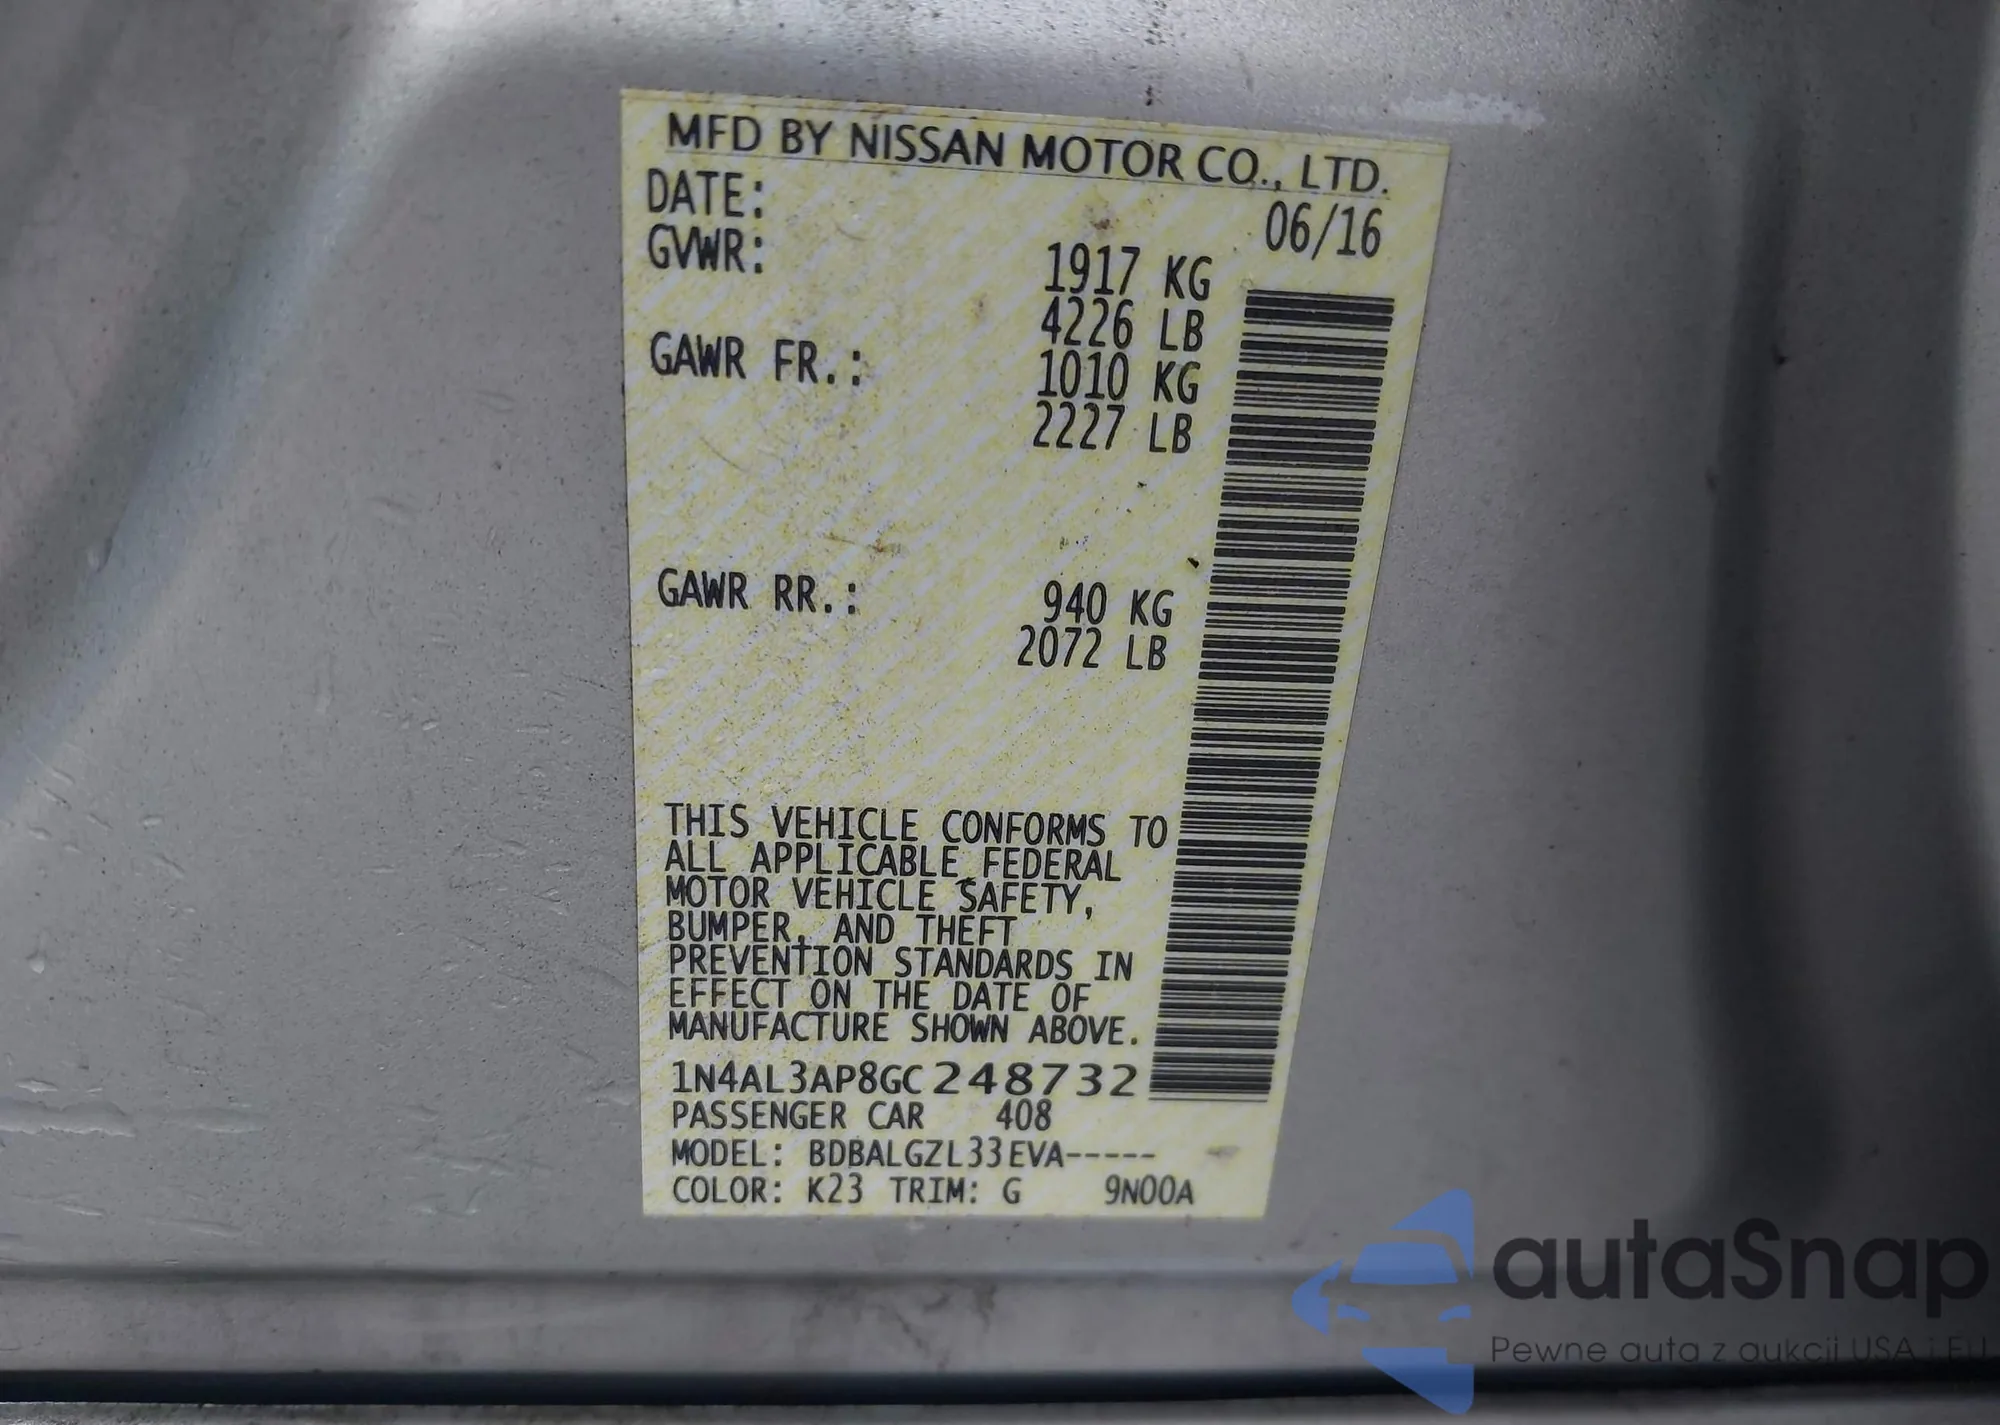 MFD BY NISSAN MOTOR CO., LTD.
DATE: 06/16
GVWR: 1917 KG
4226 LB
GAWR FR.: 1010 KG
2227 LB
GAWR RR.: 940 KG
2072 LB
THIS VEHICLE CONFORMS TO
ALL APPLICABLE FEDERAL
MOTOR VEHICLE SAFETY,
BUMPER, AND THEFT
PREVENTION STANDARDS IN
EFFECT ON THE DATE OF
MANUFACTURE SHOWN ABOVE.
1N4AL3AP8GC248732
PASSENGER CAR 408
MODEL: BDBALGZL33EVA-----
COLOR: K23 TRIM: G 9N00A
autaSnap
Pewne auta z aukcji USA i EU